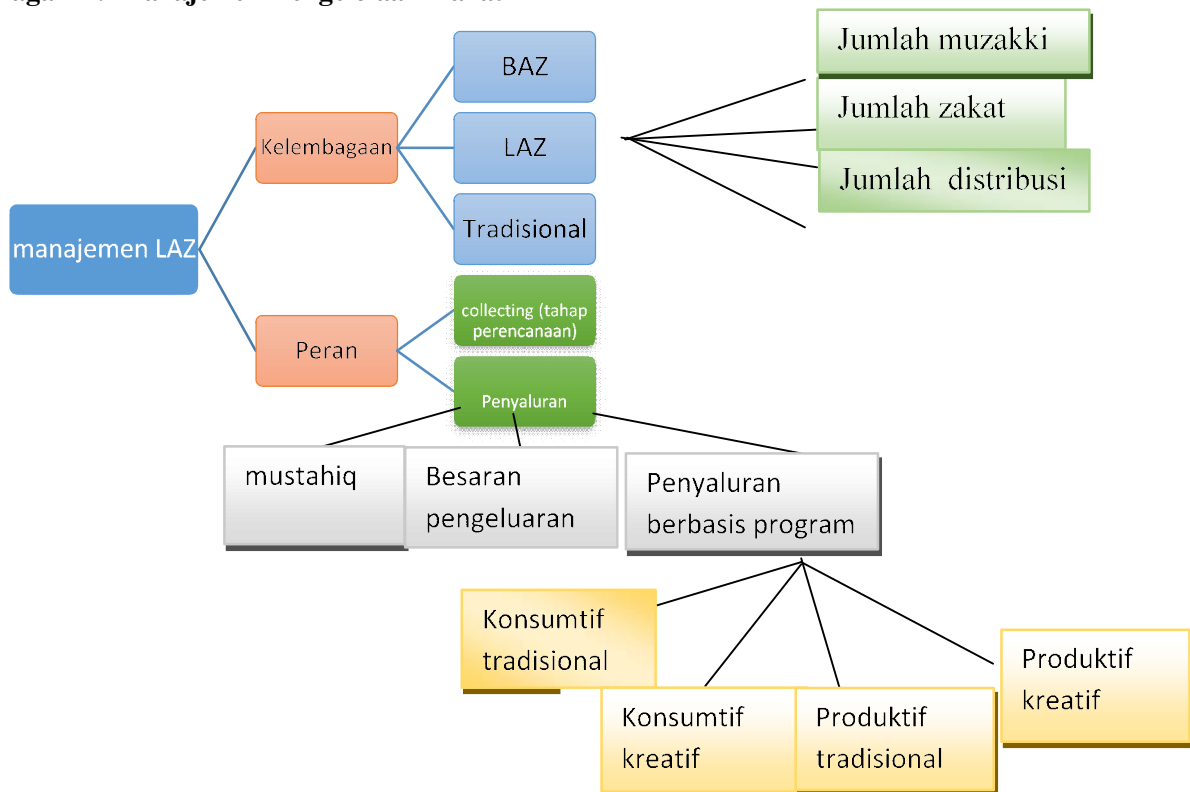 BAZ
Jumlah muzakki
Jumlah zakat
Kelembagaan
LAZ
Jumlah distribusi
Tradisional
manajemen LAZ
collecting (tahap
perencanaan)
Peran
Penyaluran
mustahiq
Besaran
pengeluaran
Penyaluran
berbasis program
Konsumtif
tradisional
Konsumtif
kreatif
Produktif
tradisional
Produktif
kreatif